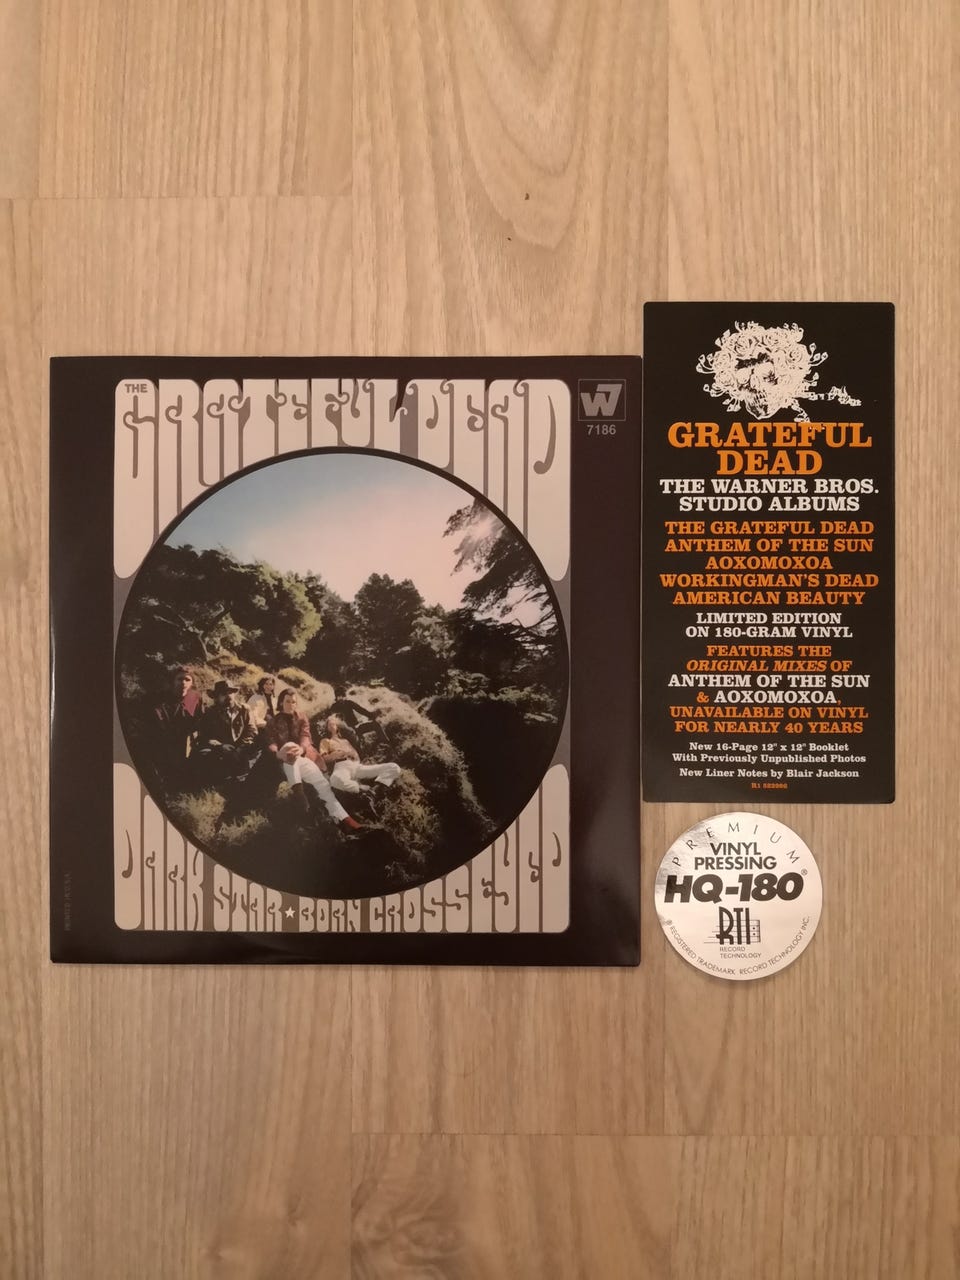 THE
GRATEFUL DEAD
W7
7186
DARK STAR ★ BORN CROSSEYED
PRINTED IN U.S.A.
GRATEFUL
DEAD
THE WARNER BROS.
STUDIO ALBUMS
THE GRATEFUL DEAD
ANTHEM OF THE SUN
AOXOMOXOA
WORKINGMAN'S DEAD
AMERICAN BEAUTY
LIMITED EDITION
ON 180-GRAM VINYL
FEATURES THE
ORIGINAL MIXES OF
ANTHEM OF THE SUN
& AOXOMOXOA,
UNAVAILABLE ON VINYL
FOR NEARLY 40 YEARS
New 16-Page 12" x 12" Booklet
With Previously Unpublished Photos
New Liner Notes by Blair Jackson
PREMIUM
VINYL
PRESSING
HQ-180®
RTI
RECORD
TECHNOLOGY
® REGISTERED TRADEMARK RECORD TECHNOLOGY INC.